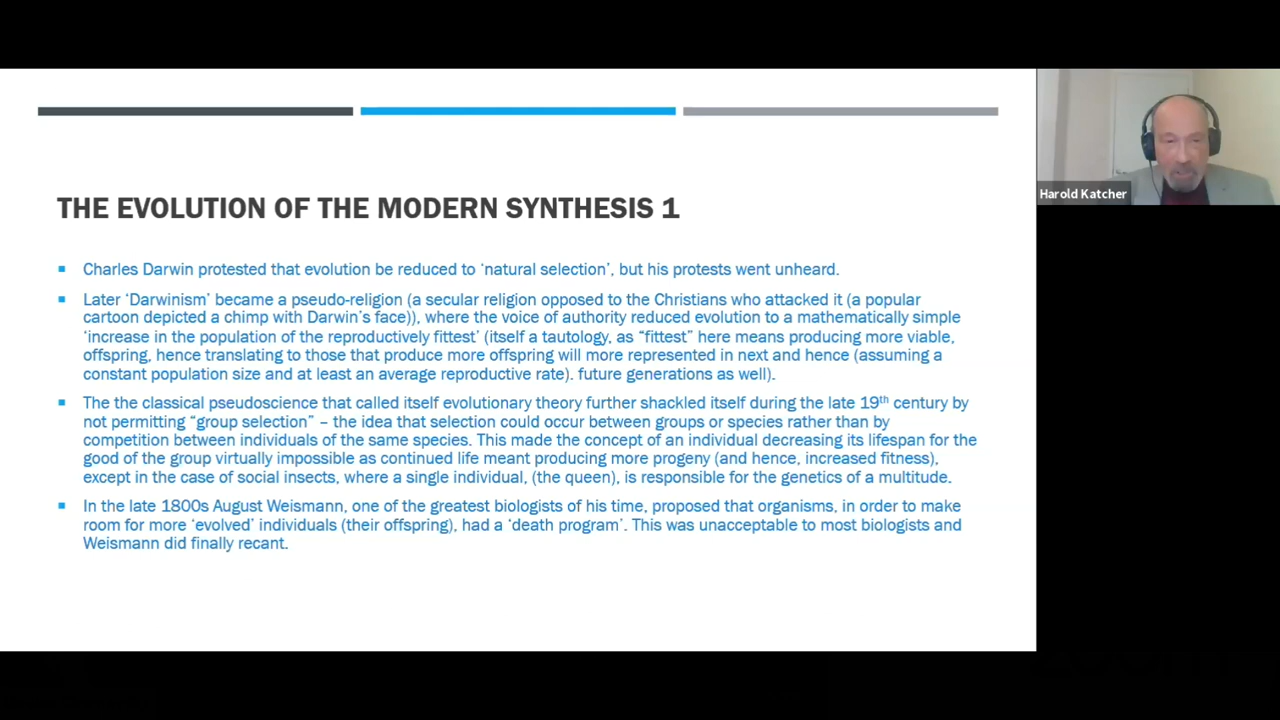 THE EVOLUTION OF THE MODERN SYNTHESIS 1
Charles Darwin protested that evolution be reduced to ‘natural selection’, but his protests went unheard.
Later ‘Darwinism’ became a pseudo-religion (a secular religion opposed to the Christians who attacked it (a popular
cartoon depicted a chimp with Darwin’s face)), where the voice of authority reduced evolution to a mathematically simple
‘increase in the population of the reproductively fittest’ (itself a tautology, as “fittest” here means producing more viable,
offspring, hence translating to those that produce more offspring will more represented in next and hence (assuming a
constant population size and at least an average reproductive rate). future generations as well).
The the classical pseudoscience that called itself evolutionary theory further shackled itself during the late 19th century by
not permitting “group selection” – the idea that selection could occur between groups or species rather than by
competition between individuals of the same species. This made the concept of an individual decreasing its lifespan for the
good of the group virtually impossible as continued life meant producing more progeny (and hence, increased fitness),
except in the case of social insects, where a single individual, (the queen), is responsible for the genetics of a multitude.
In the late 1800s August Weismann, one of the greatest biologists of his time, proposed that organisms, in order to make
room for more ‘evolved’ individuals (their offspring), had a ‘death program’. This was unacceptable to most biologists and
Weismann did finally recant.
Harold Katcher